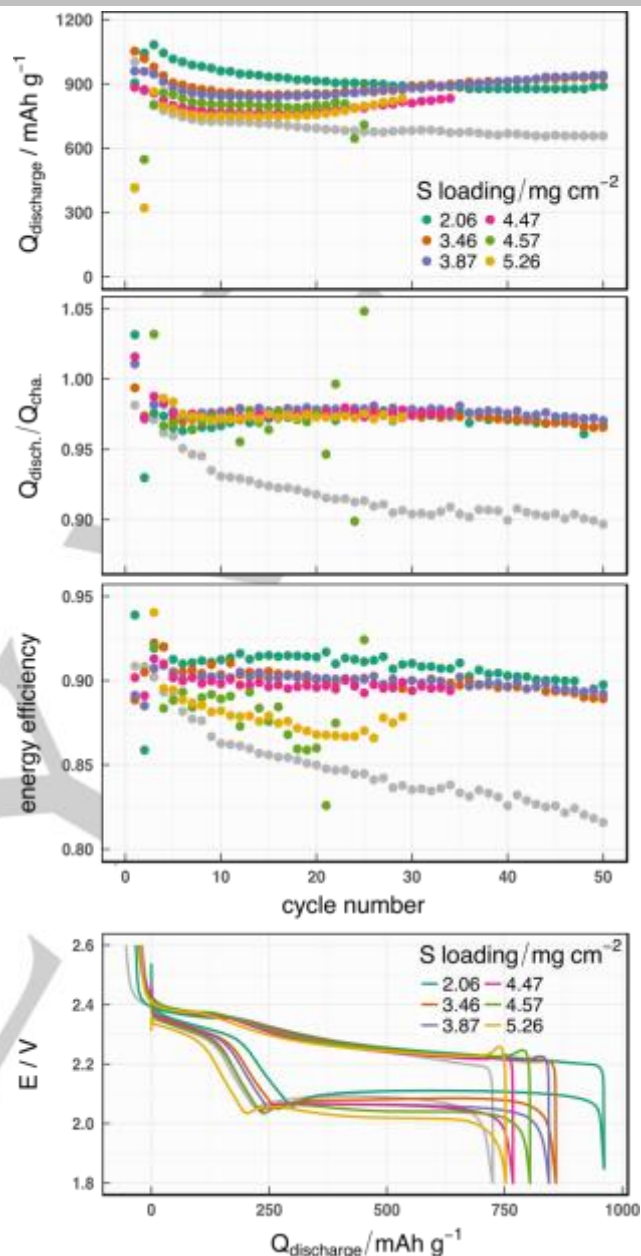 1200
900
600
300
0
Q discharge / mAh g⁻¹
S loading/mg cm⁻²
2.06 4.47
3.46 4.57
3.87 5.26
1.05
1.00
0.95
0.90
Q disch. / Q cha.
0.95
0.90
0.85
0.80
energy efficiency
0 10 20 30 40 50
cycle number
2.6
2.4
2.2
2.0
1.8
E / V
S loading/mg cm⁻²
2.06 4.47
3.46 4.57
3.87 5.26
0 250 500 750 1000
Q discharge / mAh g⁻¹